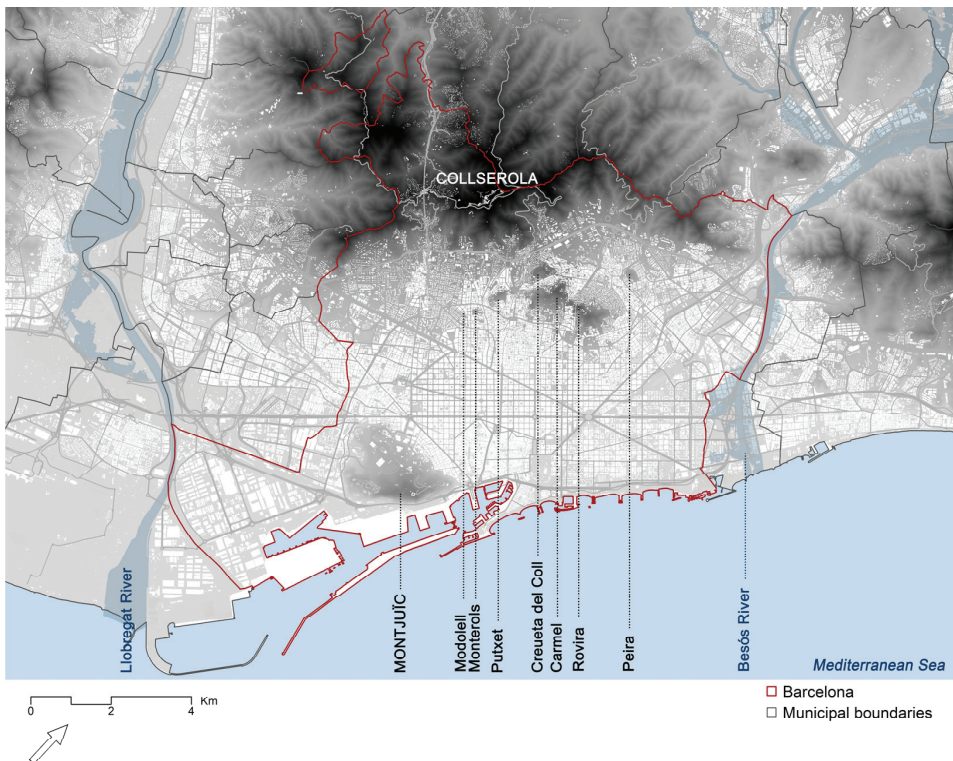 COLLSEROLA
Llobregat River
MONTJUÏC
Modolell
Monterols
Putxet
Creueta del Coll
Carmel
Rovira
Peira
Besós River
Mediterranean Sea
0 2 4 Km
Barcelona
Municipal boundaries